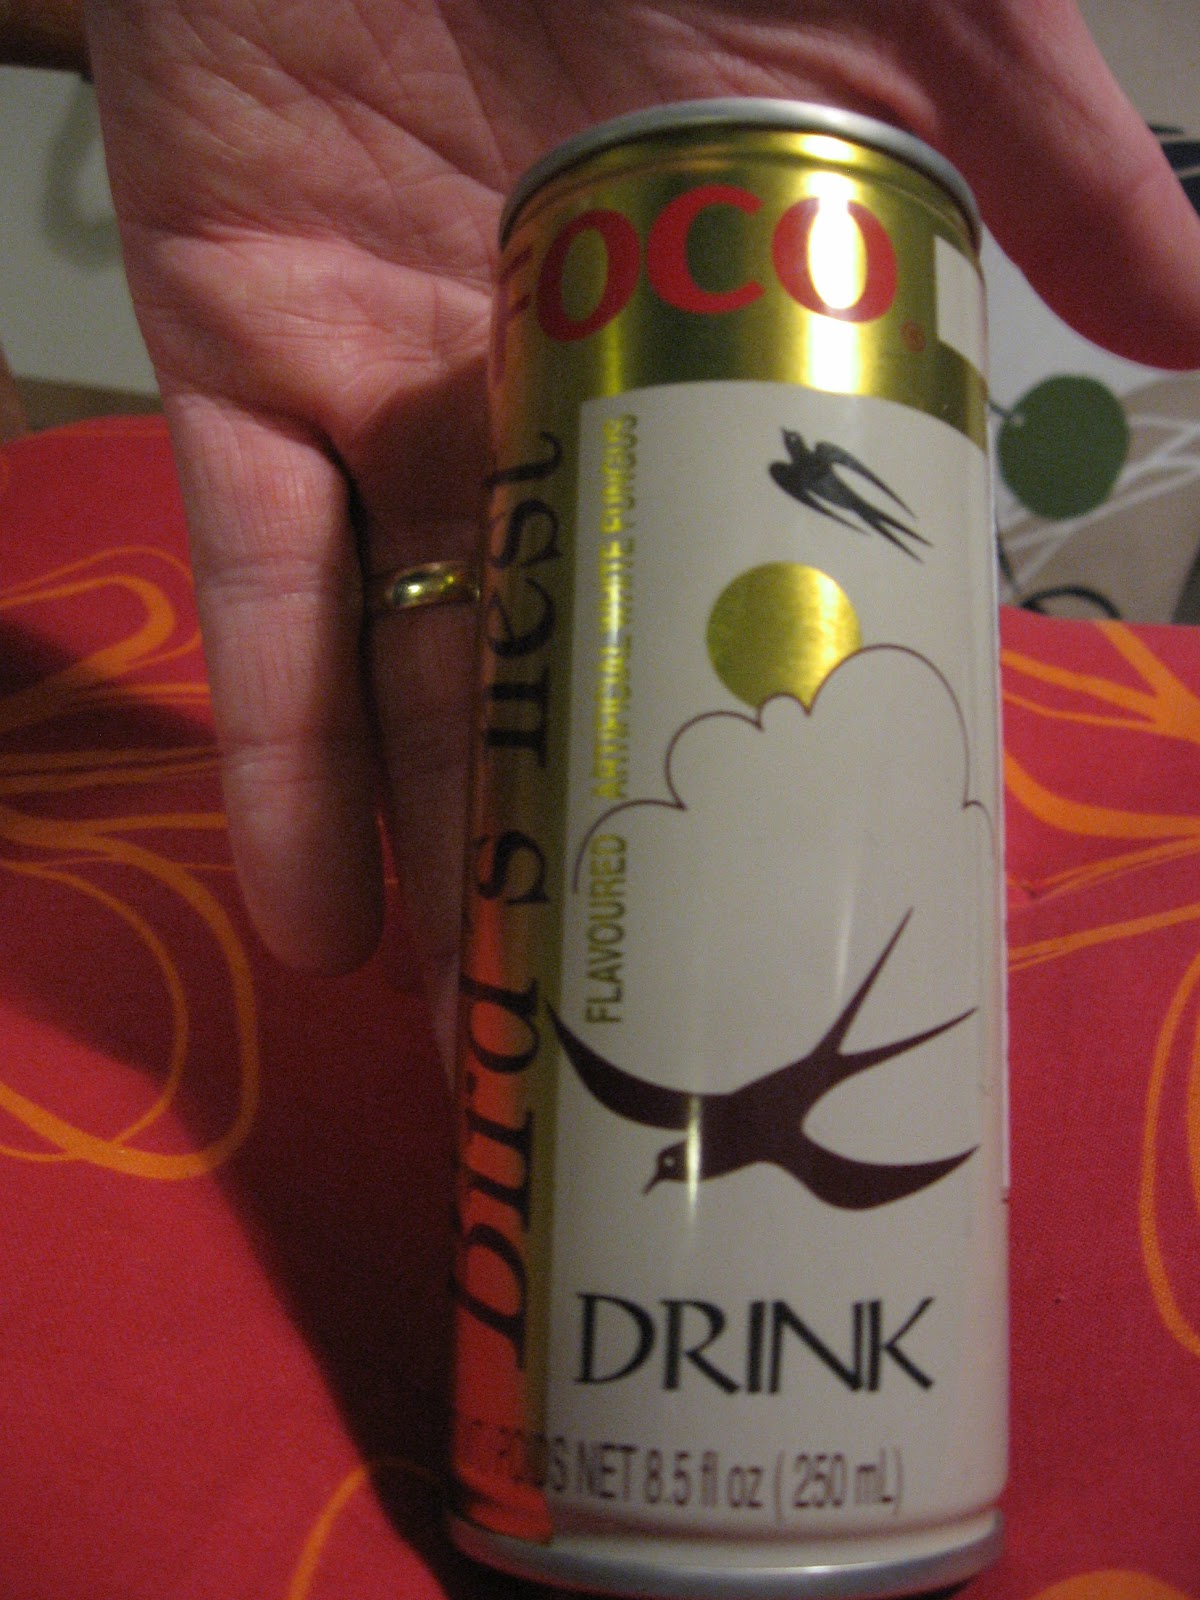 FOCO
®
Bird's nest
FLAVOURED ARTIFICIAL WHITE FUNGUS
DRINK
NET 8.5 fl oz (250 mL)